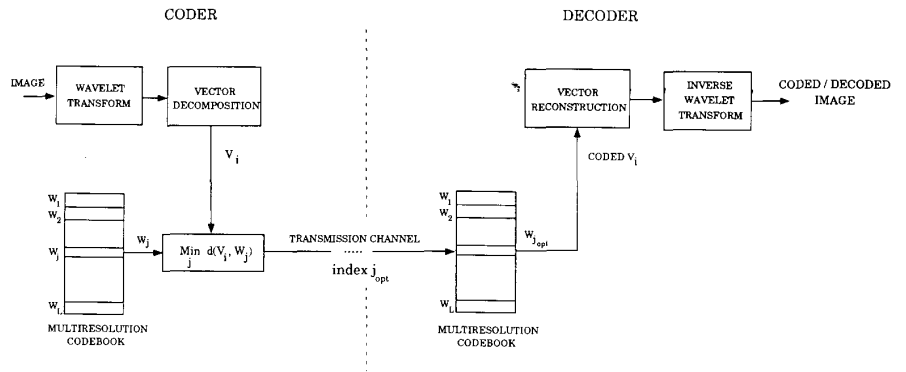 CODER
DECODER
IMAGE
WAVELET
TRANSFORM
VECTOR
DECOMPOSITION
VECTOR
RECONSTRUCTION
INVERSE
WAVELET
TRANSFORM
CODED / DECODED
IMAGE
V i
CODED V i
W 1
W 2
W j
W L
W j
Min d(V i , W j )
j
TRANSMISSION CHANNEL
.....
index j opt
W 1
W 2
W j
W L
W j opt
MULTIRESOLUTION
CODEBOOK
MULTIRESOLUTION
CODEBOOK